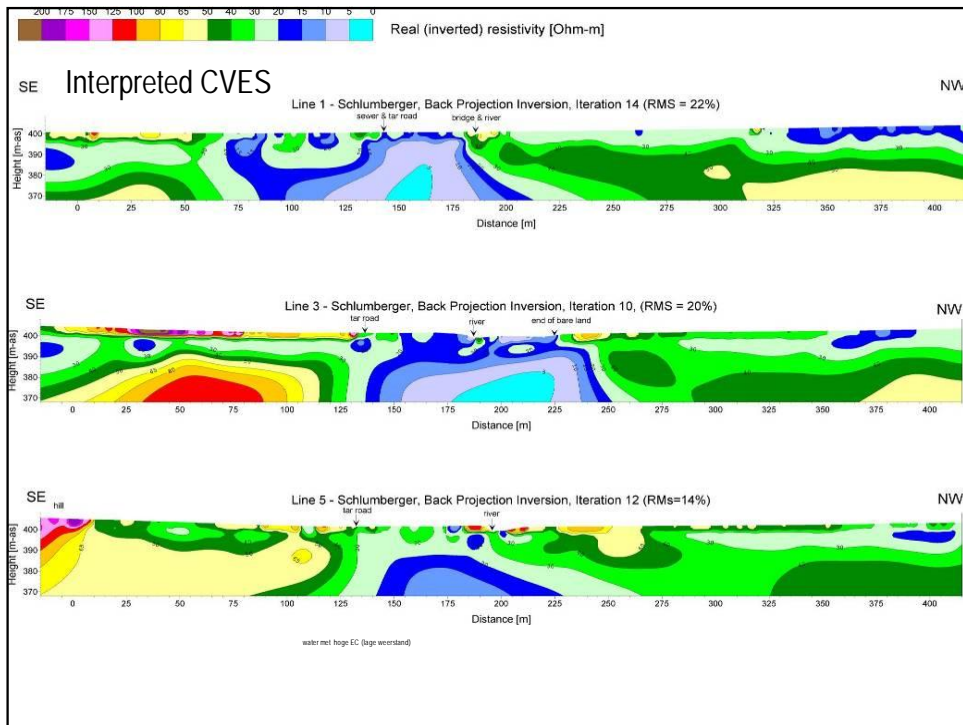 200 175 150 125 100 80 65 50 40 30 20 15 10 5 0
Real (inverted) resistivity [Ohm-m]
SE Interpreted CVES NW
Line 1 - Schlumberger, Back Projection Inversion, Iteration 14 (RMS = 22%)
sewer & tar road bridge & river
Height [m-as]
400
390
380
370
0 25 50 75 100 125 150 175 200 225 250 275 300 325 350 375 400
Distance [m]
SE NW
Line 3 - Schlumberger, Back Projection Inversion, Iteration 10, (RMS = 20%)
tar road river end of bare land
Height [m-as]
400
390
380
370
0 25 50 75 100 125 150 175 200 225 250 275 300 325 350 375 400
Distance [m]
SE NW
hill
Line 5 - Schlumberger, Back Projection Inversion, Iteration 12 (RMs=14%)
tar road river
Height [m-as]
400
390
380
370
0 25 50 75 100 125 150 175 200 225 250 275 300 325 350 375 400
Distance [m]
water met hoge EC (lage weerstand)